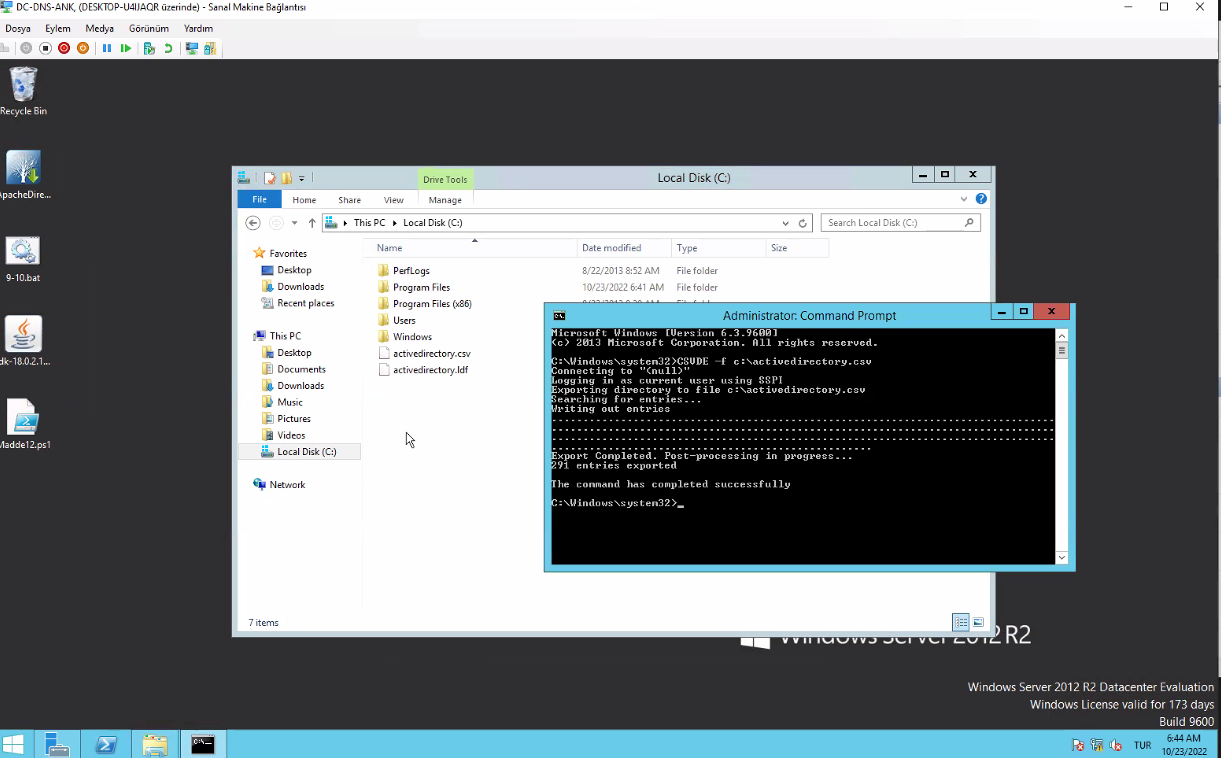 DC-DNS-ANK, (DESKTOP-U4IJAQR üzerinde) - Sanal Makine Bağlantısı
Dosya Eylem Medya Görünüm Yardım
Recycle Bin
ApacheDire...
9-10.bat
dk-18.0.2.1...
Madde12.ps1
Drive Tools
Local Disk (C:)
File Home Share View Manage
This PC Local Disk (C:)
Search Local Disk (C:)
Favorites
Desktop
Downloads
Recent places
This PC
Desktop
Documents
Downloads
Music
Pictures
Videos
Local Disk (C:)
Network
Name Date modified Type Size
PerfLogs 8/22/2013 8:52 AM File folder
Program Files 10/23/2022 6:41 AM File folder
Program Files (x86)
Users
Windows
activedirectory.csv
activedirectory.ldf
7 items
Administrator: Command Prompt
Microsoft Windows [Version 6.3.9600]
(c) 2013 Microsoft Corporation. All rights reserved.
C:\Windows\system32>CSVDE -f c:\activedirectory.csv
Connecting to "(null)"
Logging in as current user using SSPI
Exporting directory to file c:\activedirectory.csv
Searching for entries...
Writing out entries
Export Completed. Post-processing in progress...
291 entries exported
The command has completed successfully
C:\Windows\system32>_
Windows Server 2012 R2
Windows Server 2012 R2 Datacenter Evaluation
Windows License valid for 173 days
Build 9600
TUR
6:44 AM
10/23/2022